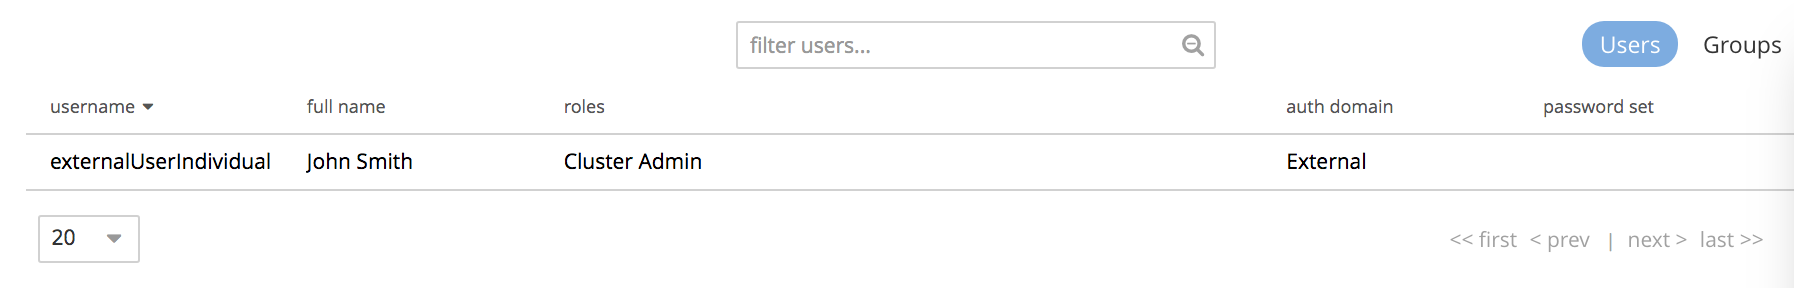 filter users... Users Groups
username full name roles auth domain password set
externalUserIndividual John Smith Cluster Admin External
20 << first < prev | next > last >>